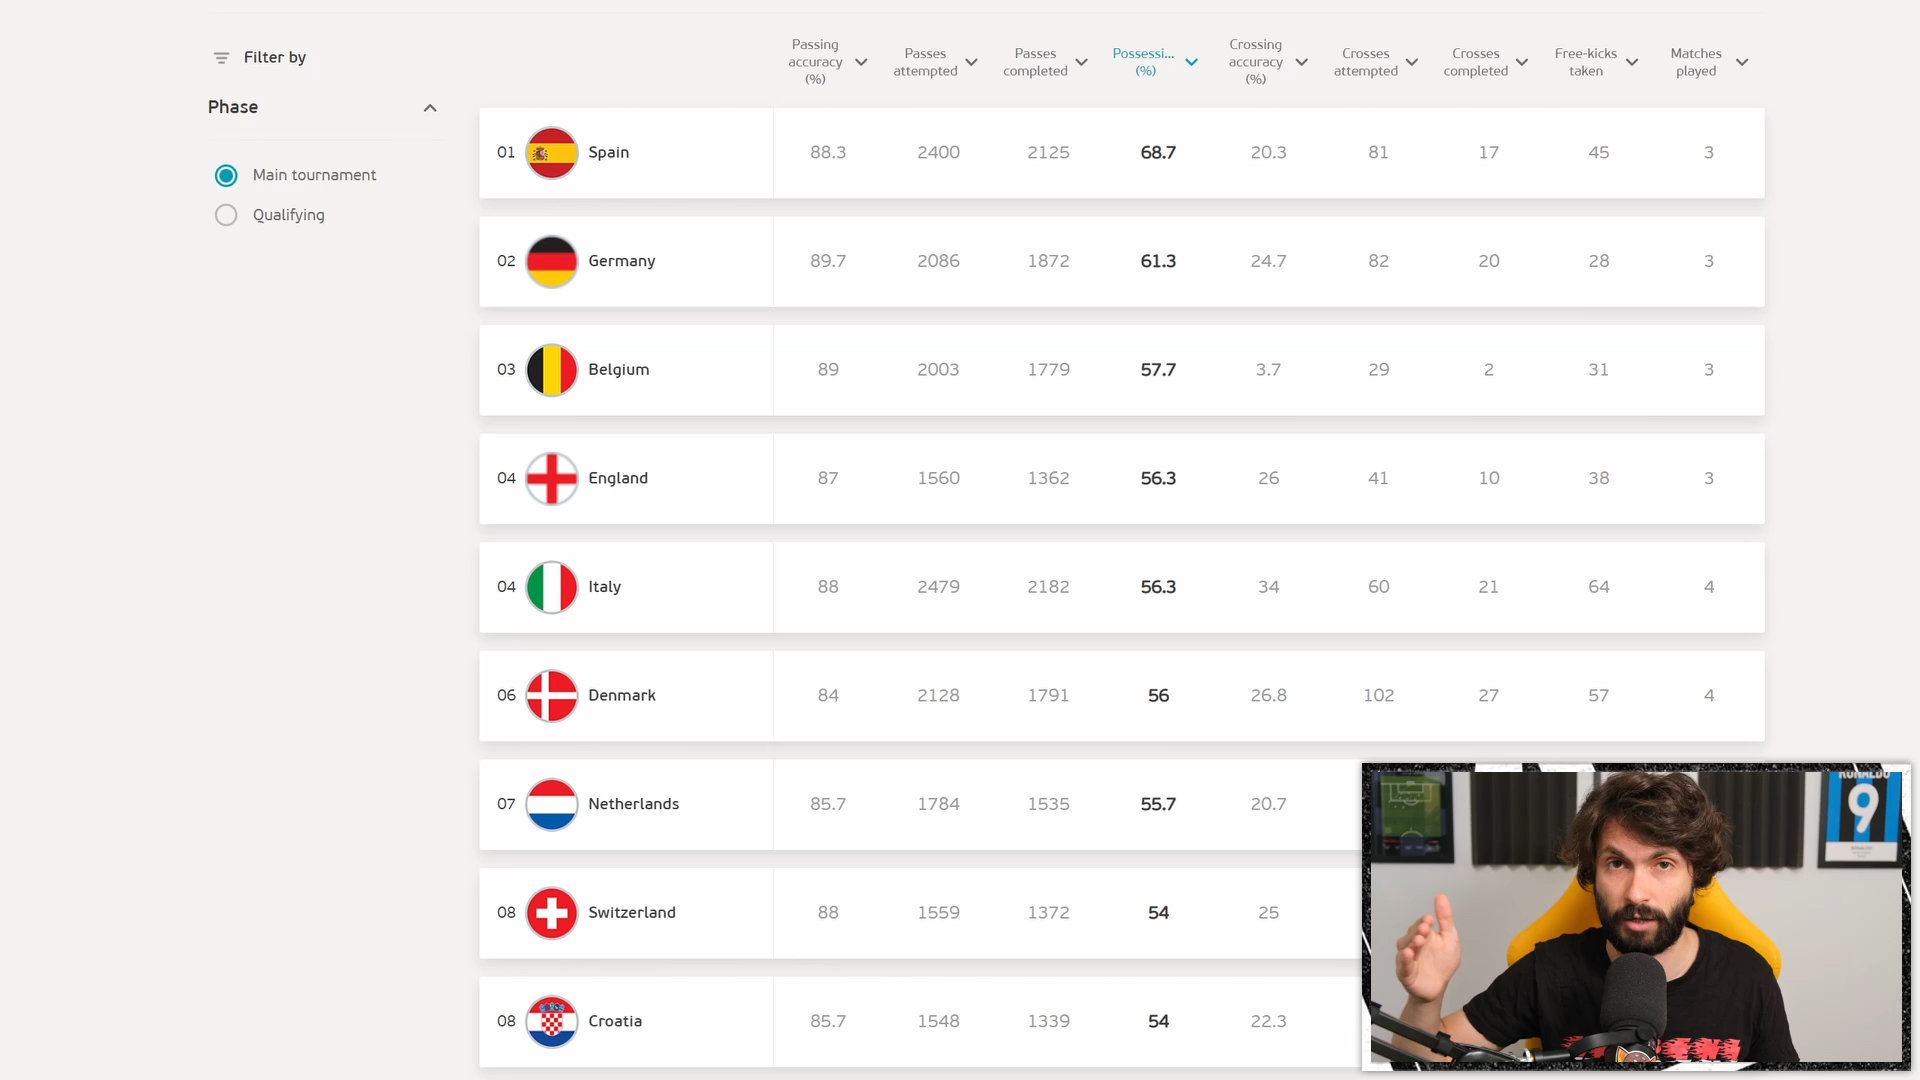 Filter by
Phase
Main tournament
Qualifying
Passing accuracy (%)
Passes attempted
Passes completed
Possessi... (%)
Crossing accuracy (%)
Crosses attempted
Crosses completed
Free-kicks taken
Matches played
01 Spain 88.3 2400 2125 68.7 20.3 81 17 45 3
02 Germany 89.7 2086 1872 61.3 24.7 82 20 28 3
03 Belgium 89 2003 1779 57.7 3.7 29 2 31 3
04 England 87 1560 1362 56.3 26 41 10 38 3
04 Italy 88 2479 2182 56.3 34 60 21 64 4
06 Denmark 84 2128 1791 56 26.8 102 27 57 4
07 Netherlands 85.7 1784 1535 55.7 20.7
08 Switzerland 88 1559 1372 54 25
08 Croatia 85.7 1548 1339 54 22.3
RONALDO
9